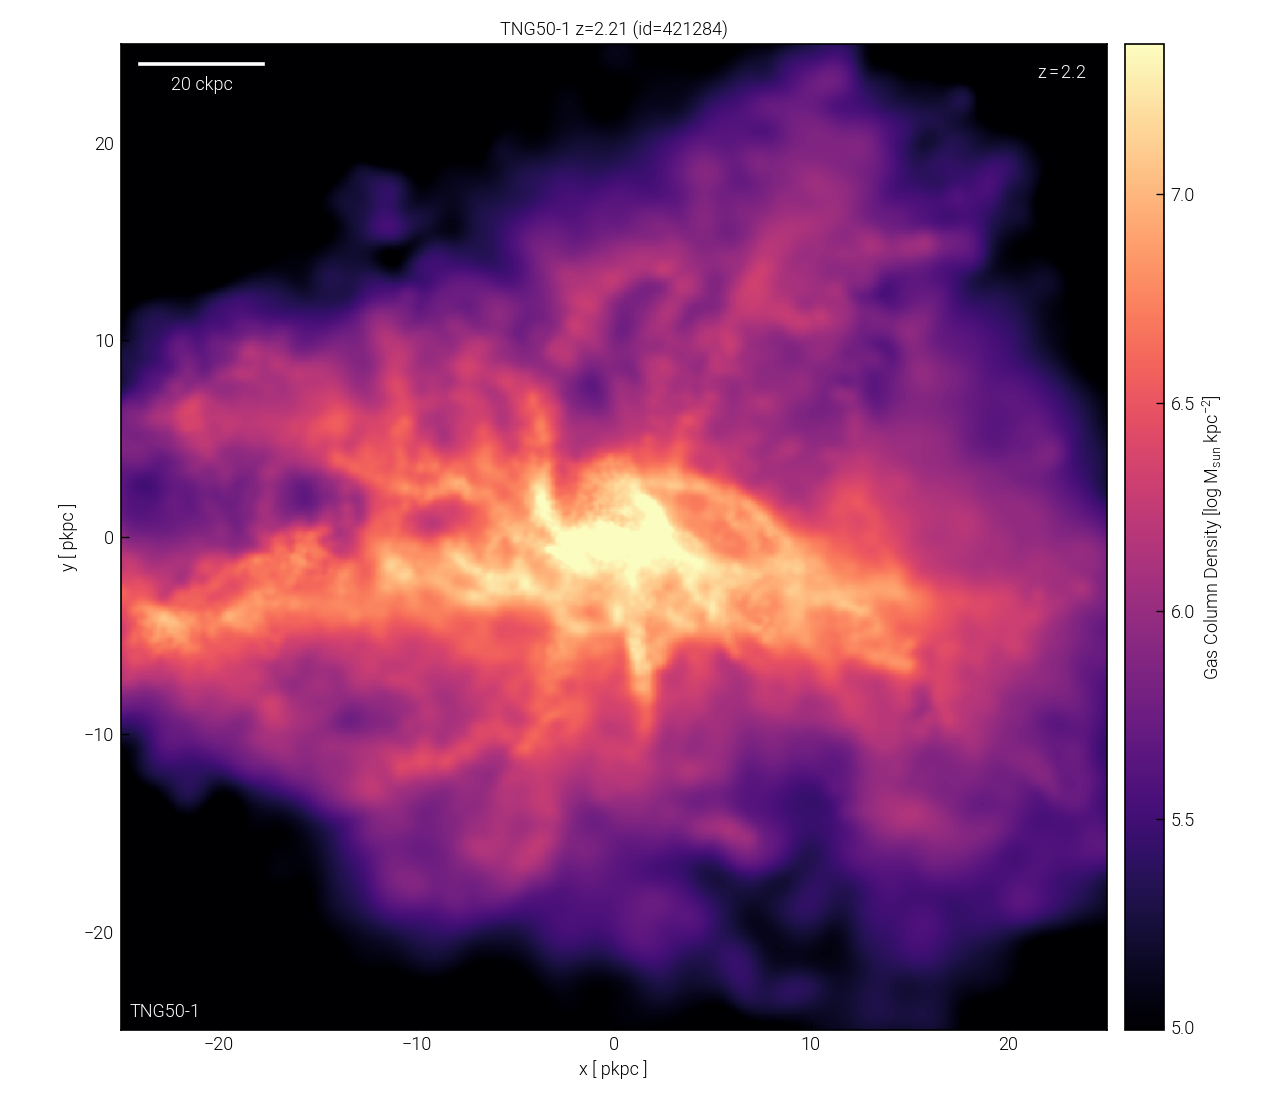 TNG50-1 z=2.21 (id=421284)
20 ckpc
z=2.2
20
10
0
−10
−20
y [ pkpc ]
TNG50-1
−20
−10
0
10
20
x [ pkpc ]
7.0
6.5
6.0
5.5
5.0
Gas Column Density [log M_sun kpc⁻²]